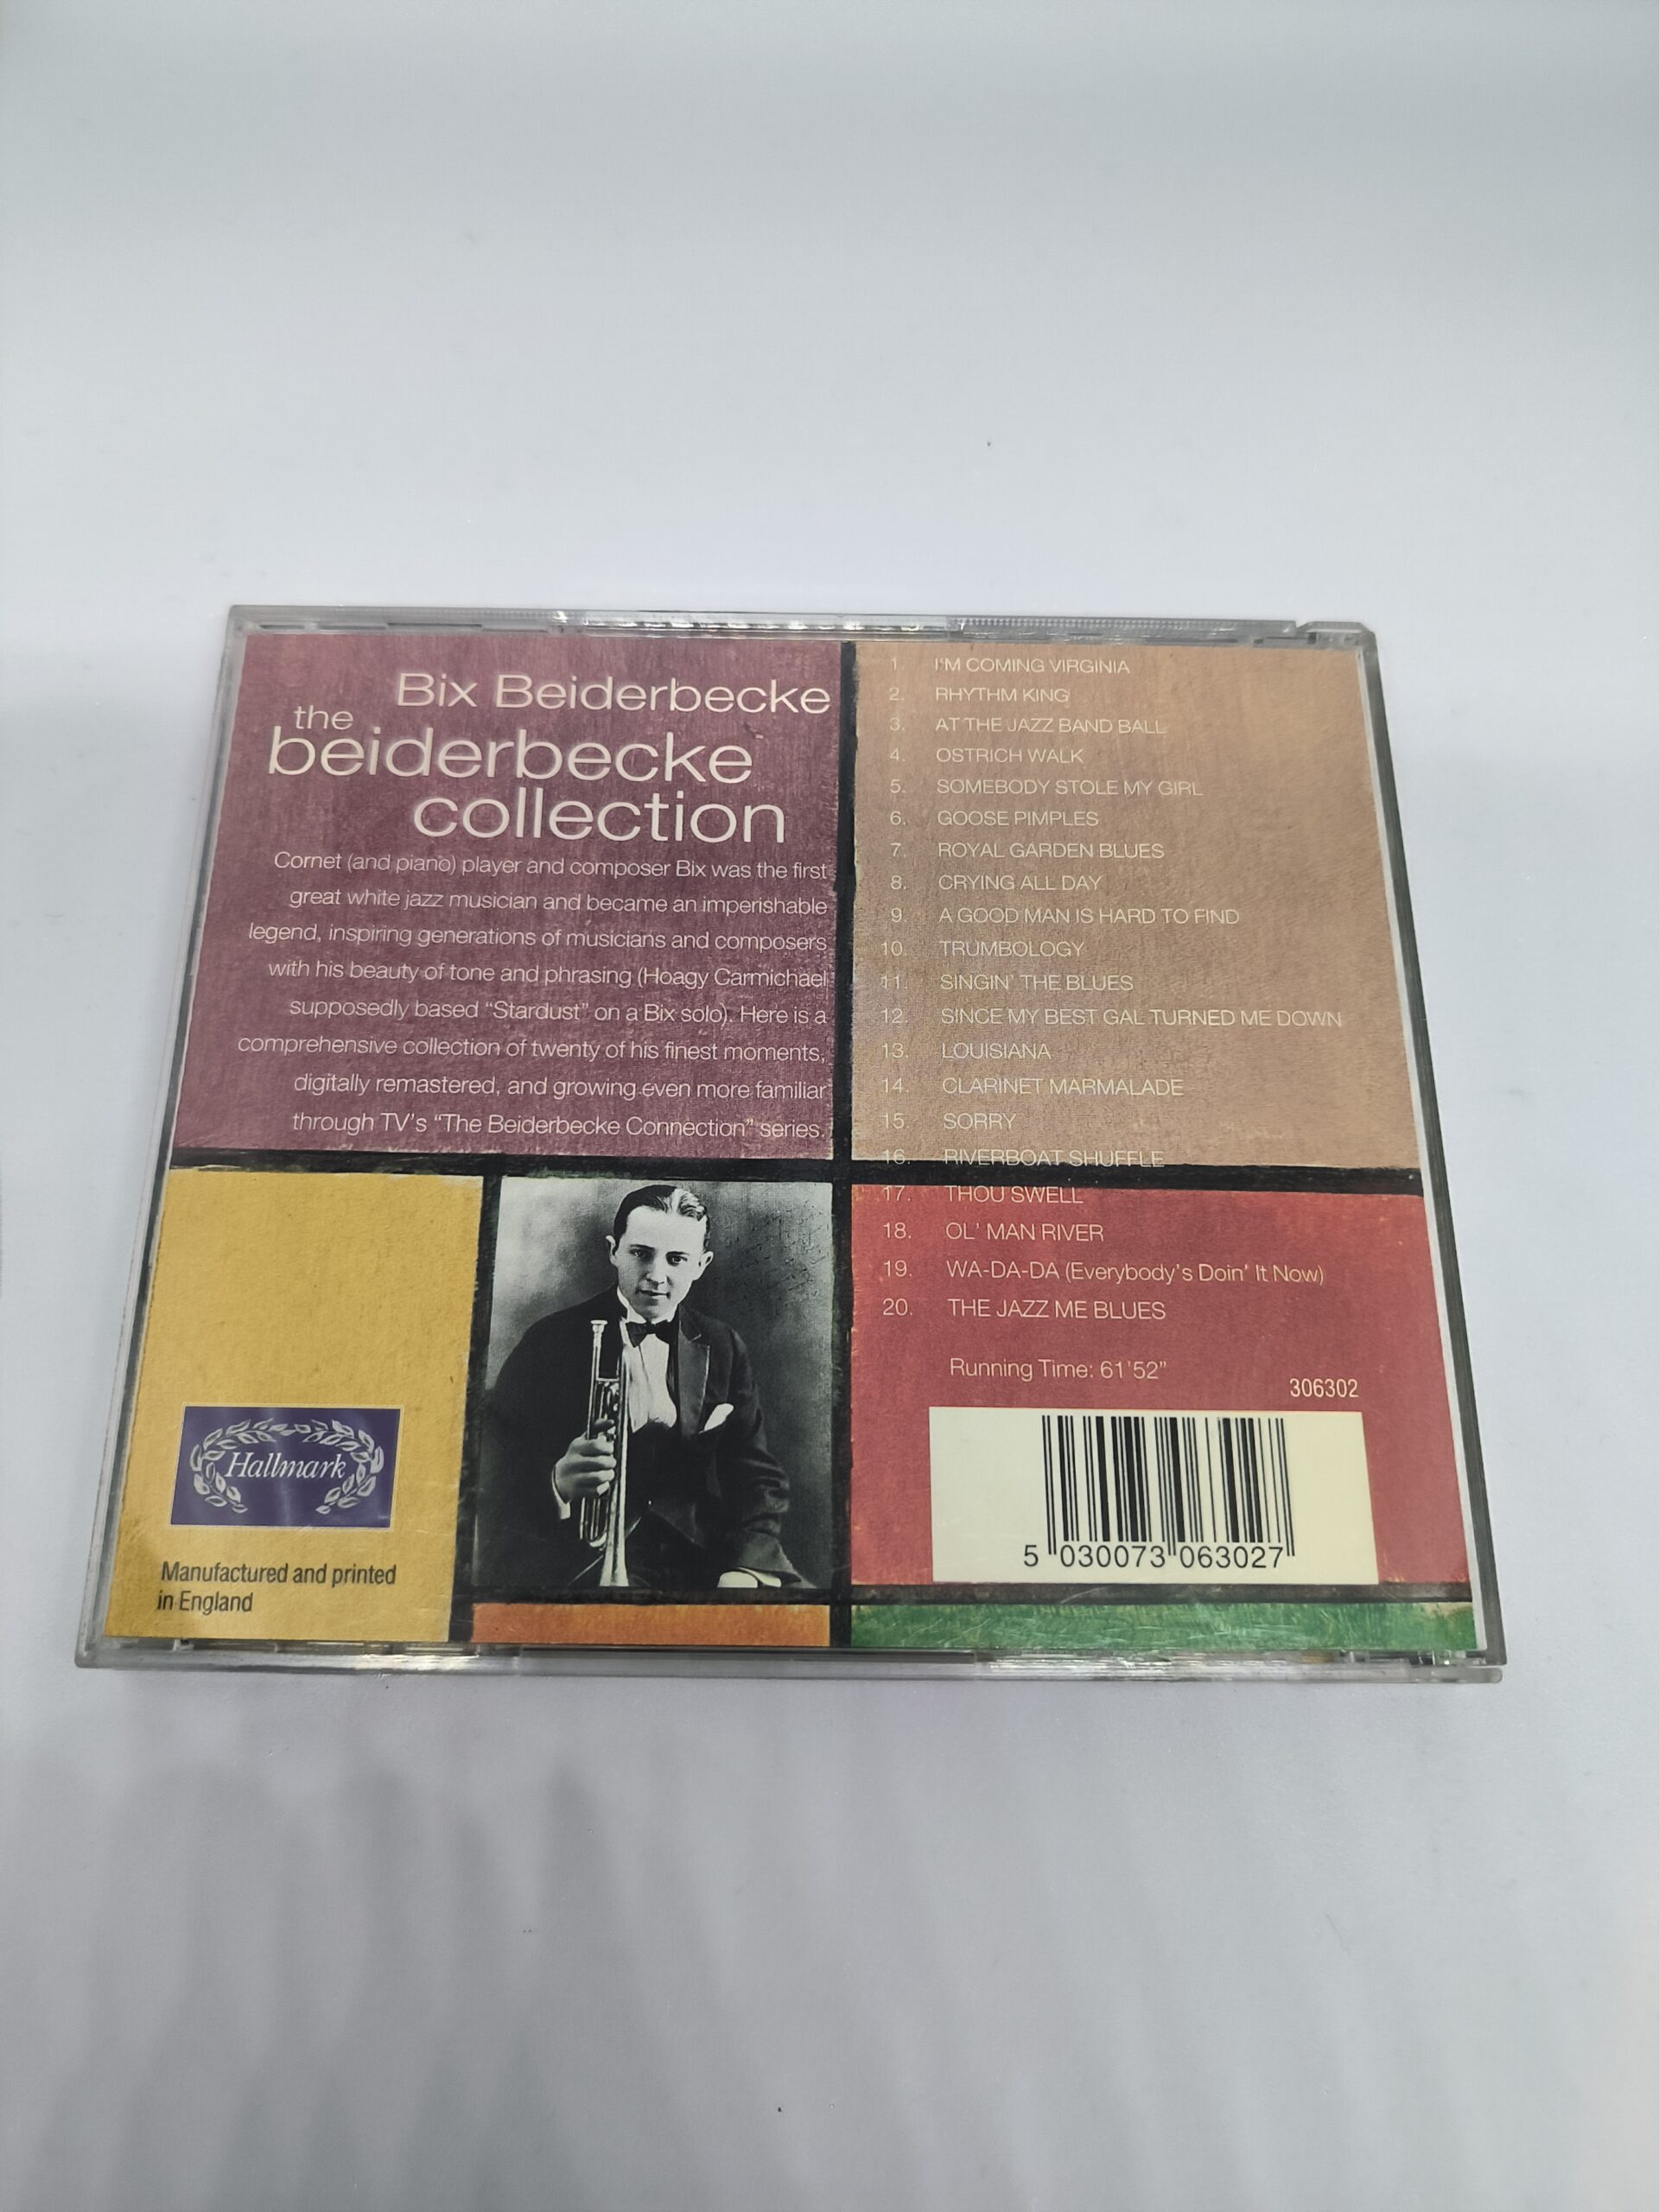 Bix Beiderbecke
the
beiderbecke
collection
Cornet (and piano) player and composer Bix was the first
great white jazz musician and became an imperishable
legend, inspiring generations of musicians and composers
with his beauty of tone and phrasing (Hoagy Carmichael
supposedly based “Stardust” on a Bix solo). Here is a
comprehensive collection of twenty of his finest moments,
digitally remastered, and growing even more familiar
through TV's “The Beiderbecke Connection” series.
1. I'M COMING VIRGINIA
2. RHYTHM KING
3. AT THE JAZZ BAND BALL
4. OSTRICH WALK
5. SOMEBODY STOLE MY GIRL
6. GOOSE PIMPLES
7. ROYAL GARDEN BLUES
8. CRYING ALL DAY
9. A GOOD MAN IS HARD TO FIND
10. TRUMBOLOGY
11. SINGIN' THE BLUES
12. SINCE MY BEST GAL TURNED ME DOWN
13. LOUISIANA
14. CLARINET MARMALADE
15. SORRY
16. RIVERBOAT SHUFFLE
17. THOU SWELL
18. OL' MAN RIVER
19. WA-DA-DA (Everybody's Doin' It Now)
20. THE JAZZ ME BLUES
Running Time: 61'52”
306302
5 030073 063027
Hallmark
Manufactured and printed
in England